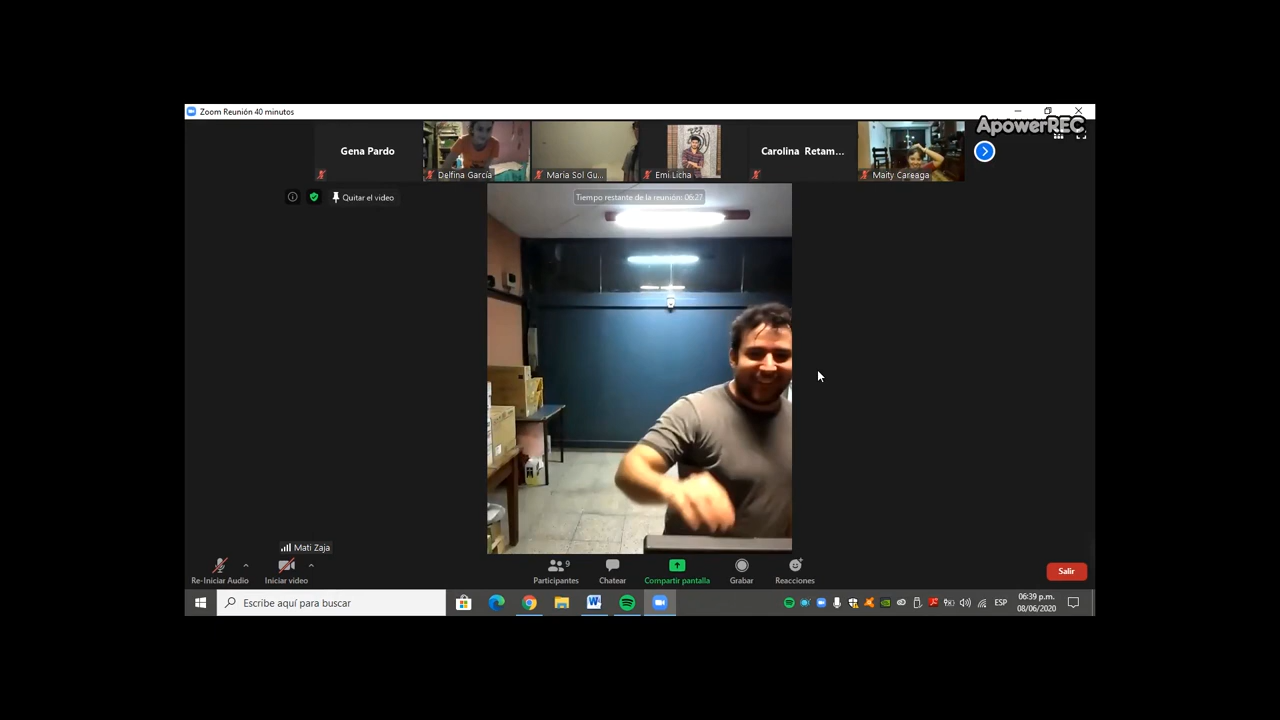 Zoom Reunión 40 minutos
ApowerREC
Gena Pardo
Delfina García
María Sol Gu...
Emi Licha
Carolina Retam...
Maity Careaga
Quitar el video
Tiempo restante de la reunión: 06:27
Mati Zaja
Re-Iniciar Audio
Iniciar video
9
Participantes
Chatear
Compartir pantalla
Grabar
Reacciones
Salir
Escribe aquí para buscar
ESP
06:39 p.m.
08/06/2020